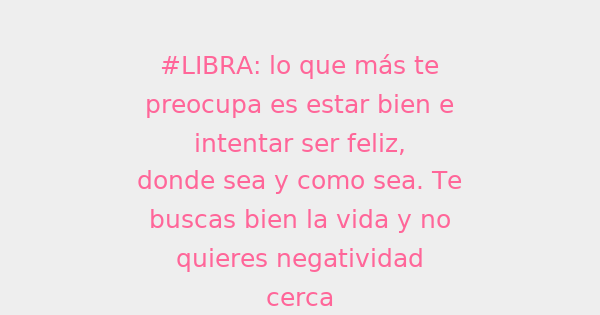 #LIBRA: lo que más te
preocupa es estar bien e
intentar ser feliz,
donde sea y como sea. Te
buscas bien la vida y no
quieres negatividad
cerca